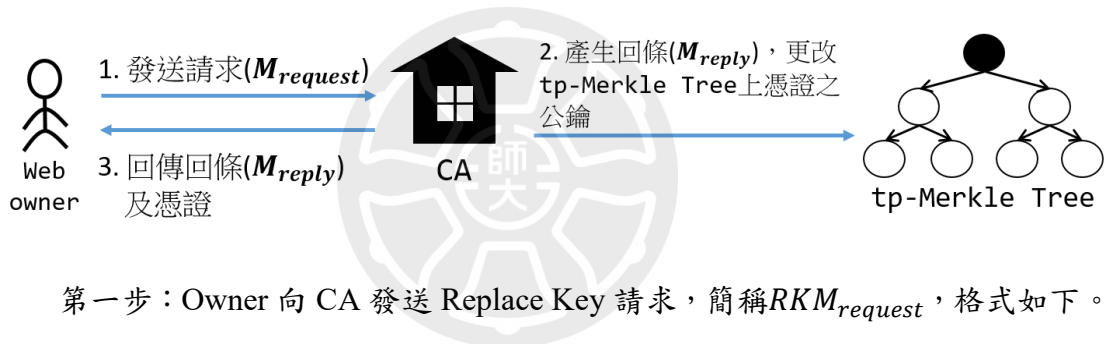 1. 發送請求(M_request)
2. 產生回條(M_reply)，更改
tp-Merkle Tree上憑證之
公鑰
3. 回傳回條(M_reply)
及憑證
Web
owner
CA
tp-Merkle Tree
師
大
第一步：Owner 向 CA 發送 Replace Key 請求，簡稱RKM_request，格式如下。